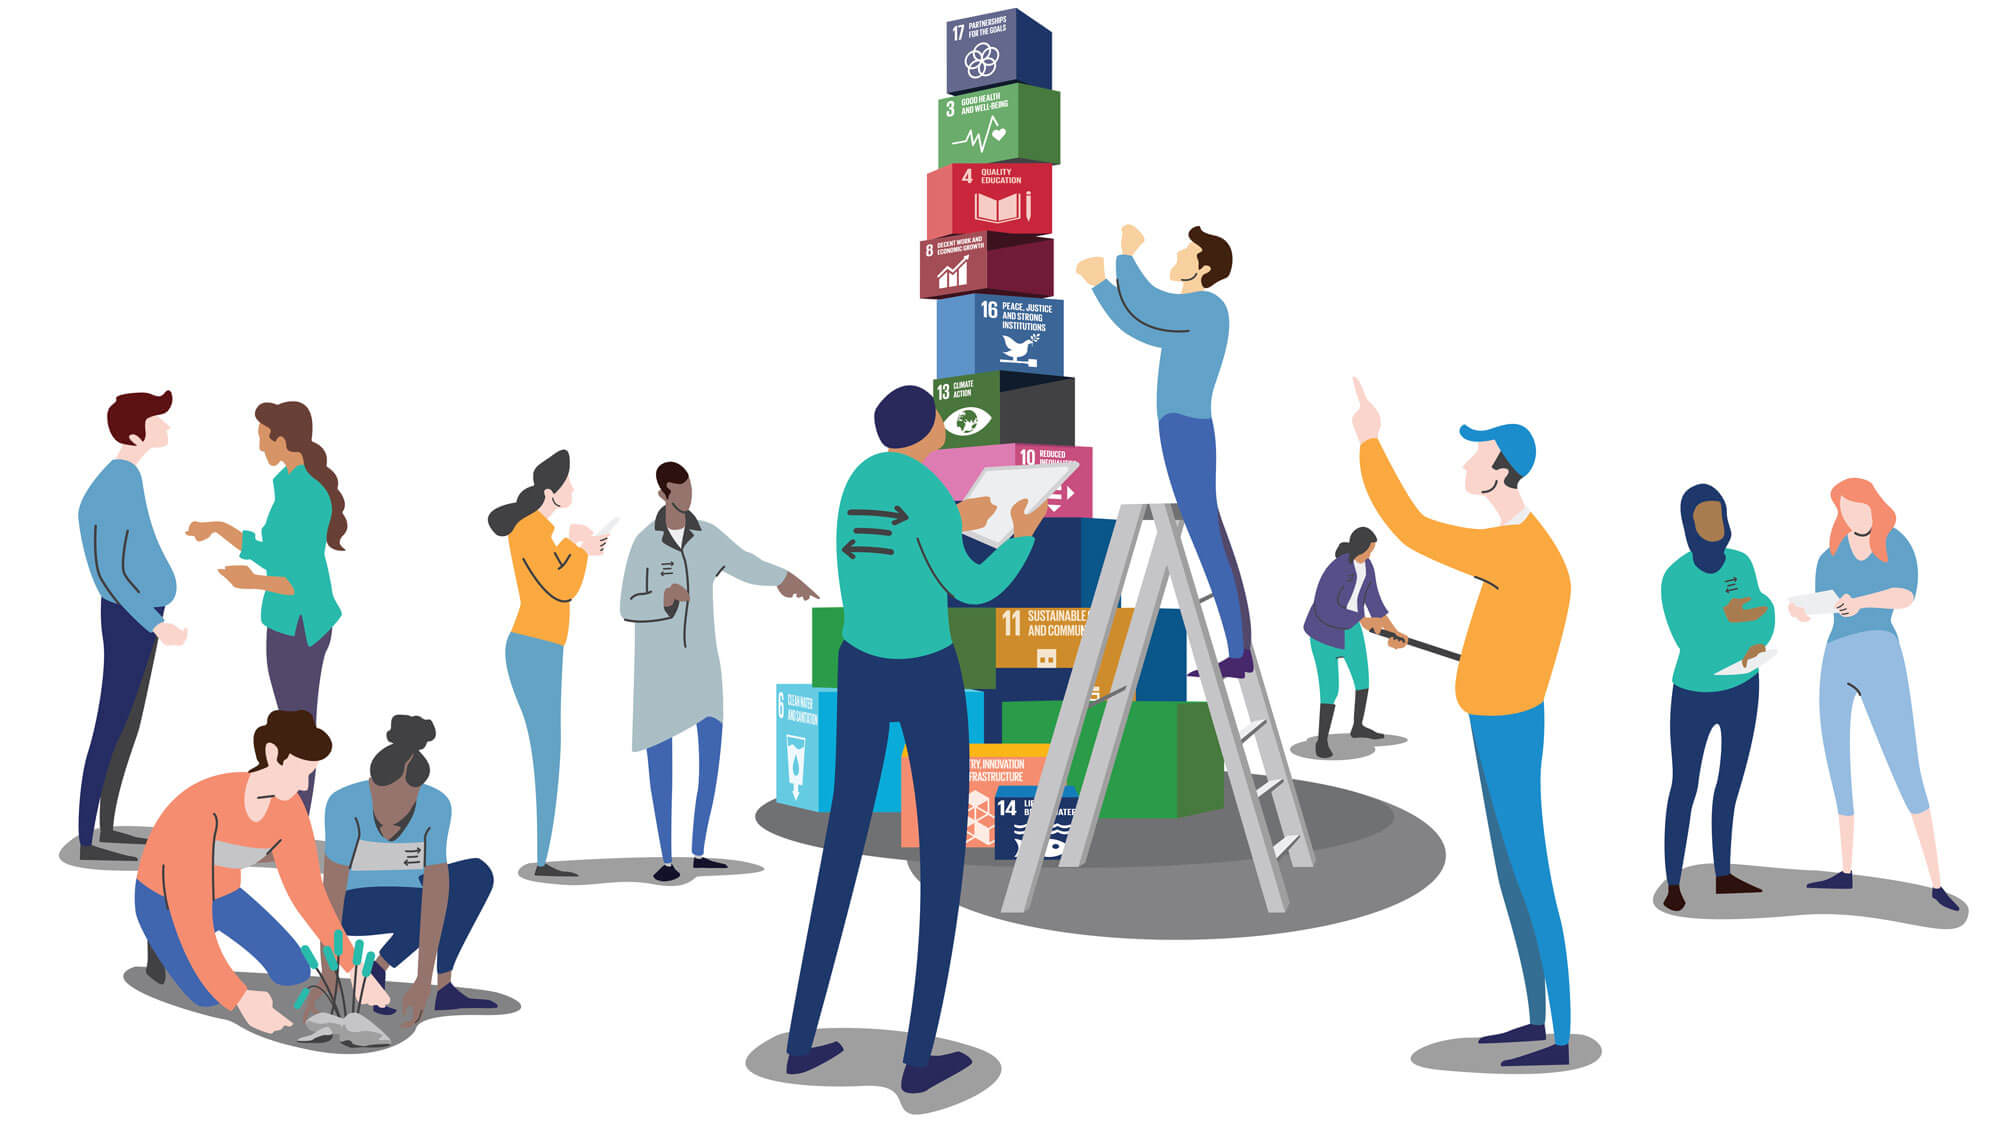 17 PARTNERSHIPS
FOR THE GOALS
3 GOOD HEALTH
AND WELL-BEING
4 QUALITY
EDUCATION
8 DECENT WORK AND
ECONOMIC GROWTH
16 PEACE, JUSTICE
AND STRONG
INSTITUTIONS
13 CLIMATE
ACTION
10 REDUCED
11 SUSTAINABLE
AND COMMUN
6 CLEAN WATER
AND SANITATION
TRY, INNOVATION
FRASTRUCTURE
14
WATER